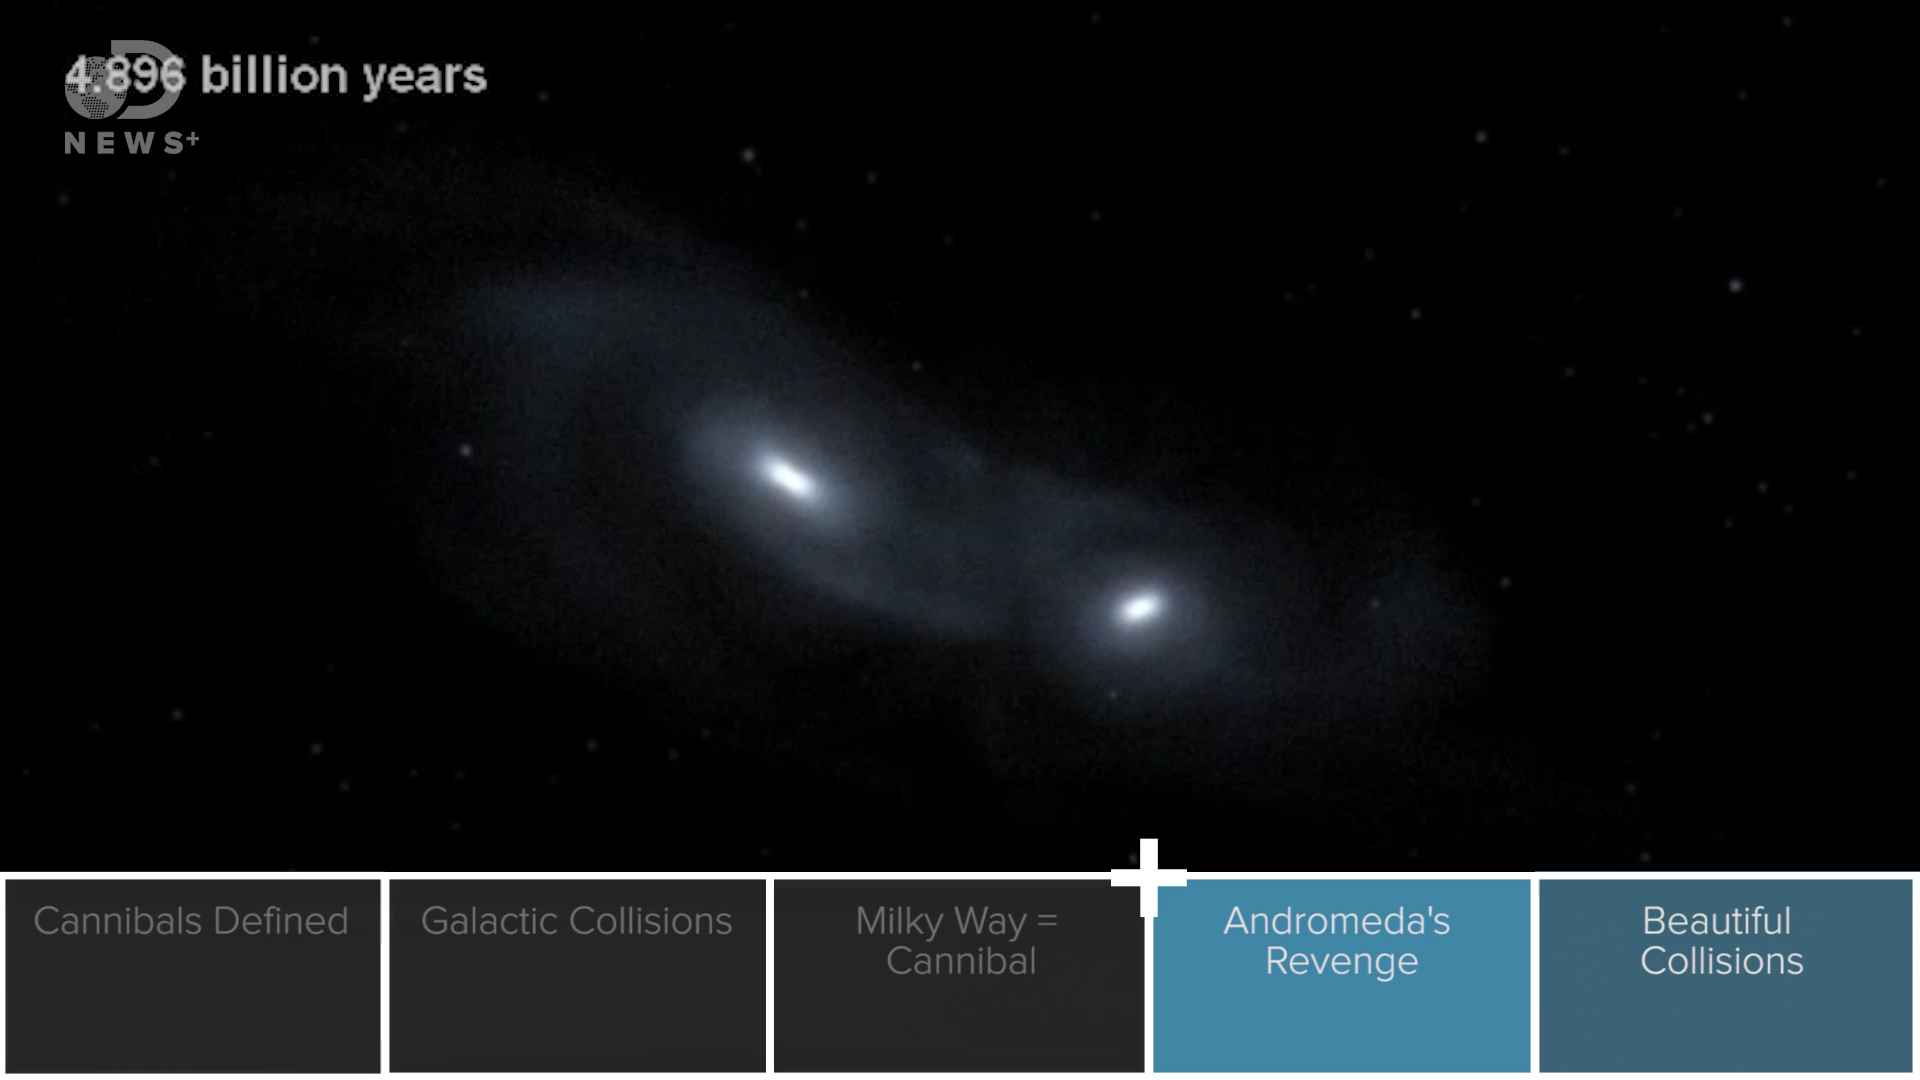 4.896 billion years
NEWS+
Cannibals Defined
Galactic Collisions
Milky Way =
Cannibal
Andromeda's
Revenge
Beautiful
Collisions